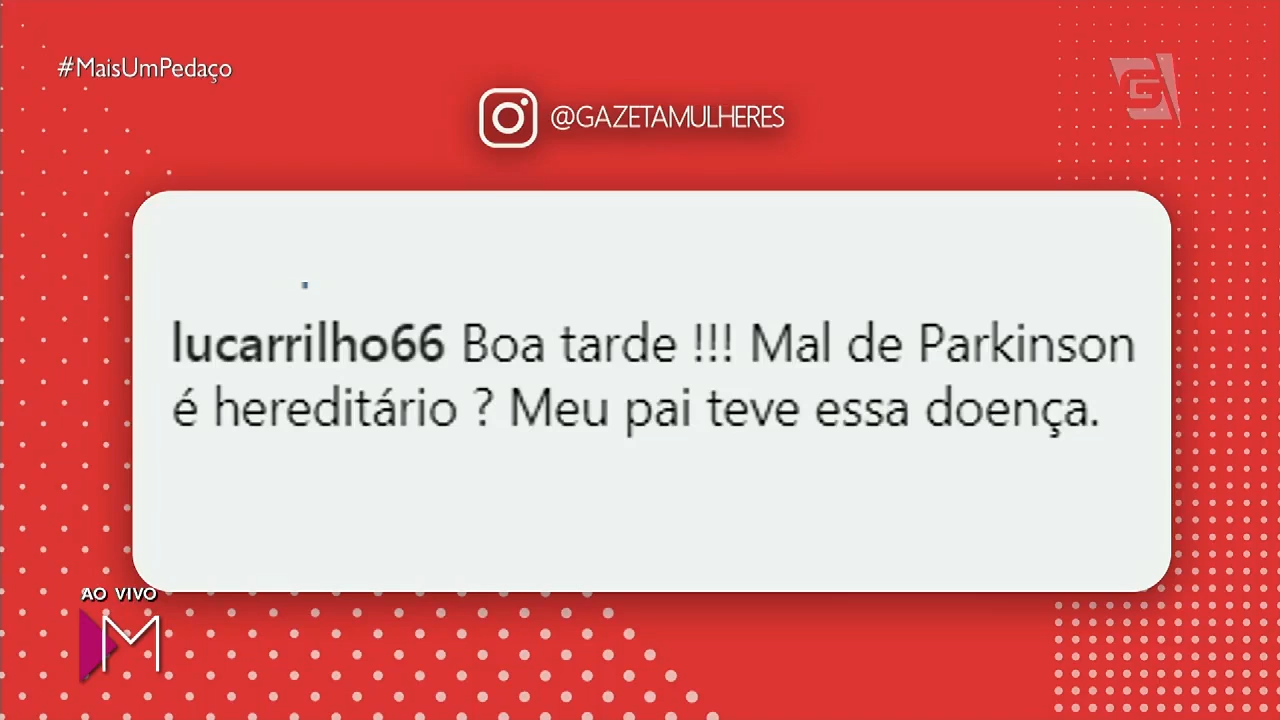 #MaisUmPedaço
@GAZETAMULHERES
lucarrilho66 Boa tarde !!! Mal de Parkinson
é hereditário ? Meu pai teve essa doença.
AO VIVO
M